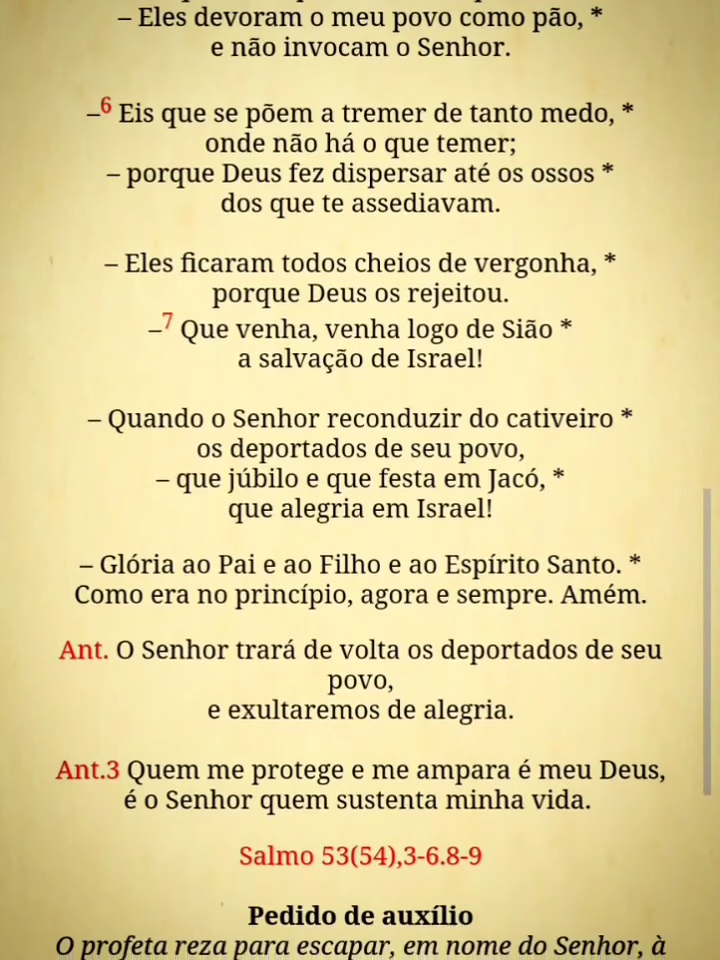 – Eles devoram o meu povo como pão, *
e não invocam o Senhor.
–6 Eis que se põem a tremer de tanto medo, *
onde não há o que temer;
– porque Deus fez dispersar até os ossos *
dos que te assediavam.
– Eles ficaram todos cheios de vergonha, *
porque Deus os rejeitou.
–7 Que venha, venha logo de Sião *
a salvação de Israel!
– Quando o Senhor reconduzir do cativeiro *
os deportados de seu povo,
– que júbilo e que festa em Jacó, *
que alegria em Israel!
– Glória ao Pai e ao Filho e ao Espírito Santo. *
Como era no princípio, agora e sempre. Amém.
Ant. O Senhor trará de volta os deportados de seu
povo,
e exultaremos de alegria.
Ant.3 Quem me protege e me ampara é meu Deus,
é o Senhor quem sustenta minha vida.
Salmo 53(54),3-6.8-9
Pedido de auxílio
O profeta reza para escapar, em nome do Senhor, à